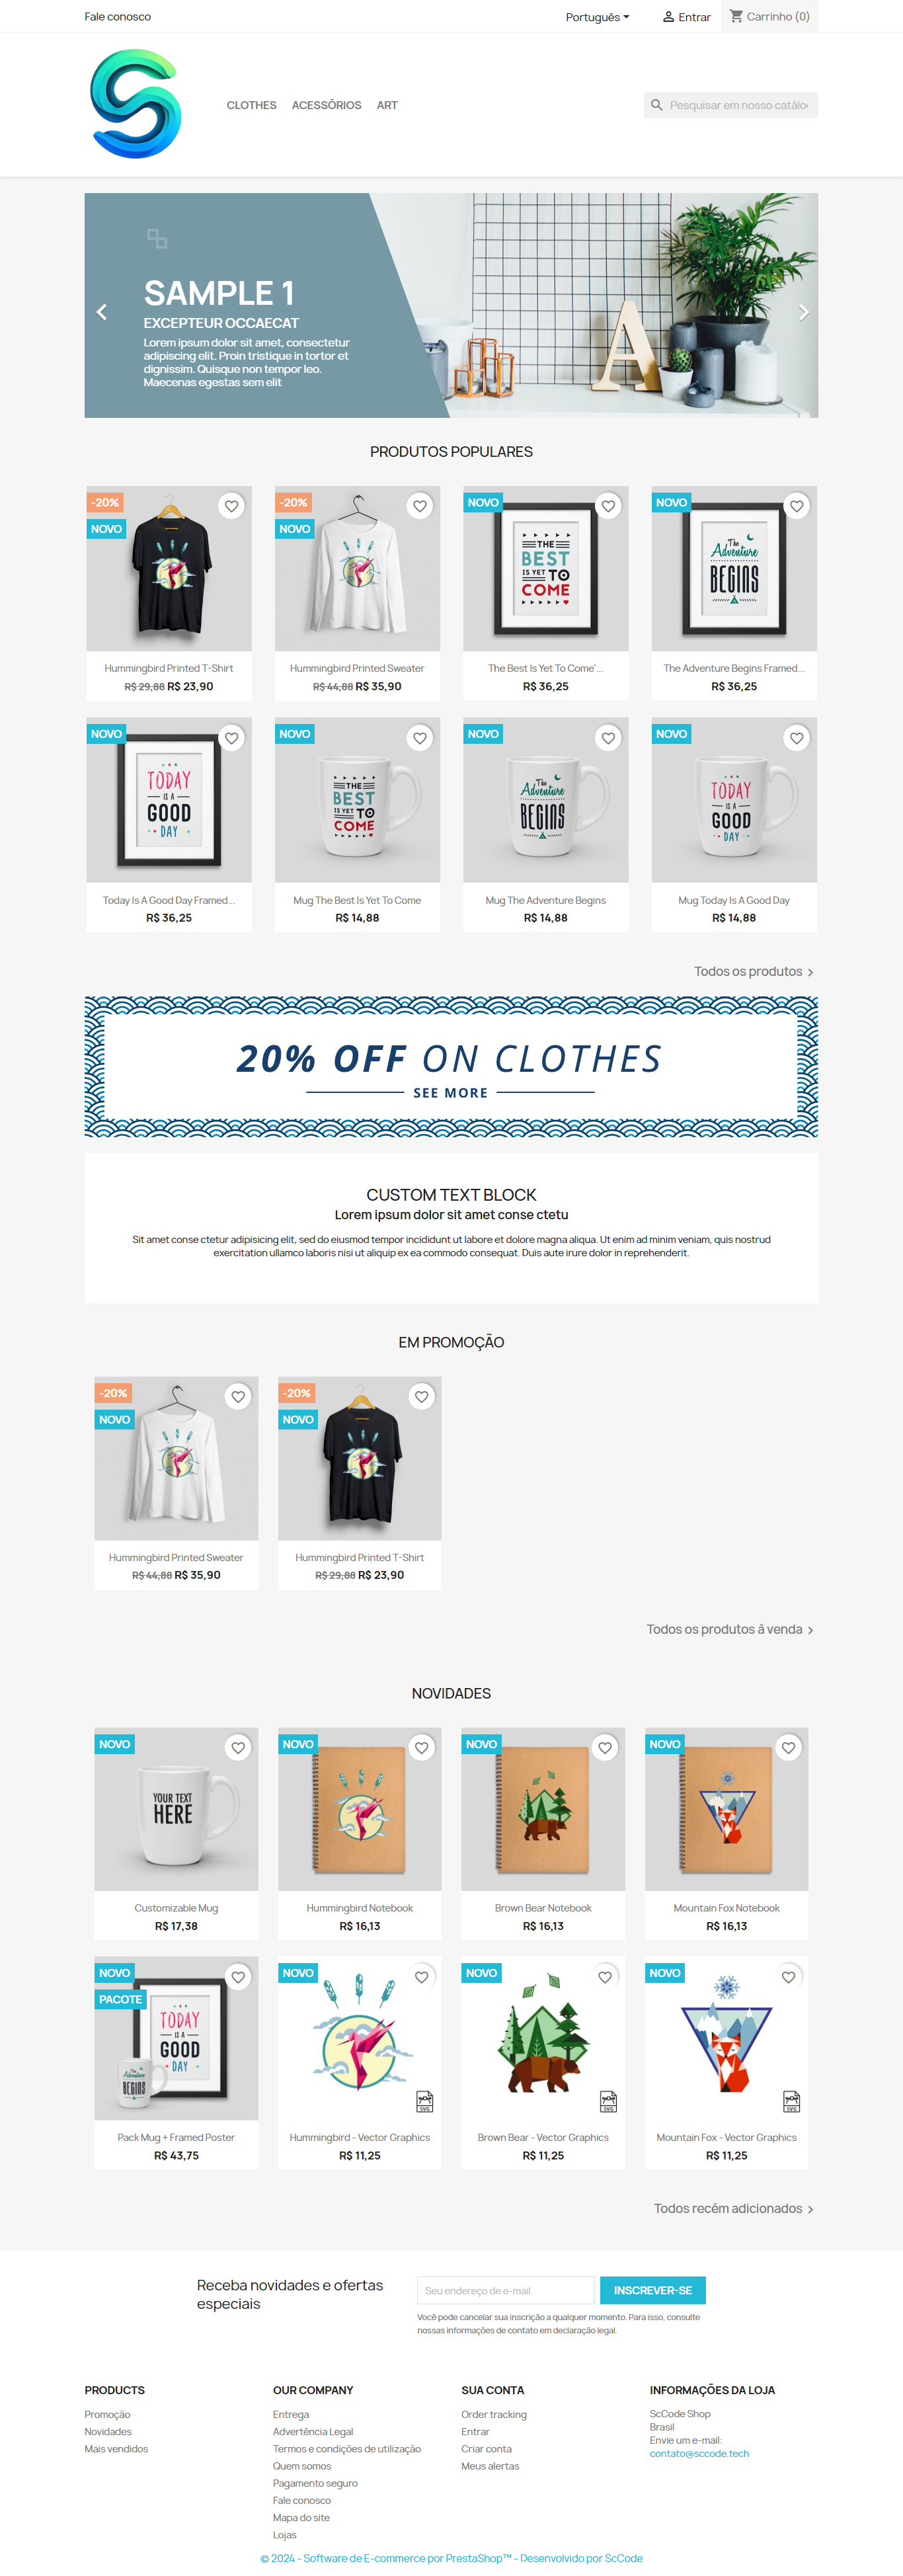 Fale conosco
Português
Entrar
Carrinho (0)
CLOTHES
ACESSÓRIOS
ART
Pesquisar em nosso catálo
SAMPLE 1
EXCEPTEUR OCCAECAT
Lorem ipsum dolor sit amet, consectetur
adipiscing elit. Proin tristique in tortor et
dignissim. Quisque non tempor leo.
Maecenas egestas sem elit
A
PRODUTOS POPULARES
-20%
NOVO
Hummingbird Printed T-Shirt
R$ 29,88 R$ 23,90
-20%
NOVO
Hummingbird Printed Sweater
R$ 44,88 R$ 35,90
NOVO
THE
BEST
IS YET TO
COME
The Best Is Yet To Come'...
R$ 36,25
NOVO
The
Adventure
BEGINS
The Adventure Begins Framed...
R$ 36,25
NOVO
TODAY
IS A
GOOD
DAY
Today Is A Good Day Framed...
R$ 36,25
NOVO
THE
BEST
IS YET TO
COME
Mug The Best Is Yet To Come
R$ 14,88
NOVO
The
Adventure
BEGINS
Mug The Adventure Begins
R$ 14,88
NOVO
TODAY
IS A
GOOD
DAY
Mug Today Is A Good Day
R$ 14,88
Todos os produtos
20% OFF ON CLOTHES
SEE MORE
CUSTOM TEXT BLOCK
Lorem ipsum dolor sit amet conse ctetu
Sit amet conse ctetur adipisicing elit, sed do eiusmod tempor incididunt ut labore et dolore magna aliqua. Ut enim ad minim veniam, quis nostrud
exercitation ullamco laboris nisi ut aliquip ex ea commodo consequat. Duis aute irure dolor in reprehenderit.
EM PROMOÇÃO
-20%
NOVO
Hummingbird Printed Sweater
R$ 44,88 R$ 35,90
-20%
NOVO
Hummingbird Printed T-Shirt
R$ 29,88 R$ 23,90
Todos os produtos à venda
NOVIDADES
NOVO
YOUR TEXT
HERE
Customizable Mug
R$ 17,38
NOVO
Hummingbird Notebook
R$ 16,13
NOVO
Brown Bear Notebook
R$ 16,13
NOVO
Mountain Fox Notebook
R$ 16,13
NOVO
PACOTE
TODAY
IS A
GOOD
DAY
The
Adventure
BEGINS
Pack Mug + Framed Poster
R$ 43,75
NOVO
SVG
Hummingbird - Vector Graphics
R$ 11,25
NOVO
SVG
Brown Bear - Vector Graphics
R$ 11,25
NOVO
SVG
Mountain Fox - Vector Graphics
R$ 11,25
Todos recém adicionados
Receba novidades e ofertas
especiais
Seu endereço de e-mail
INSCREVER-SE
Você pode cancelar sua inscrição a qualquer momento. Para isso, consulte
nossas informações de contato em declaração legal.
PRODUCTS
Promoção
Novidades
Mais vendidos
OUR COMPANY
Entrega
Advertência Legal
Termos e condições de utilização
Quem somos
Pagamento seguro
Fale conosco
Mapa do site
Lojas
SUA CONTA
Order tracking
Entrar
Criar conta
Meus alertas
INFORMAÇÕES DA LOJA
ScCode Shop
Brasil
Envie um e-mail:
contato@sccode.tech
© 2024 - Software de E-commerce por PrestaShop™ - Desenvolvido por ScCode